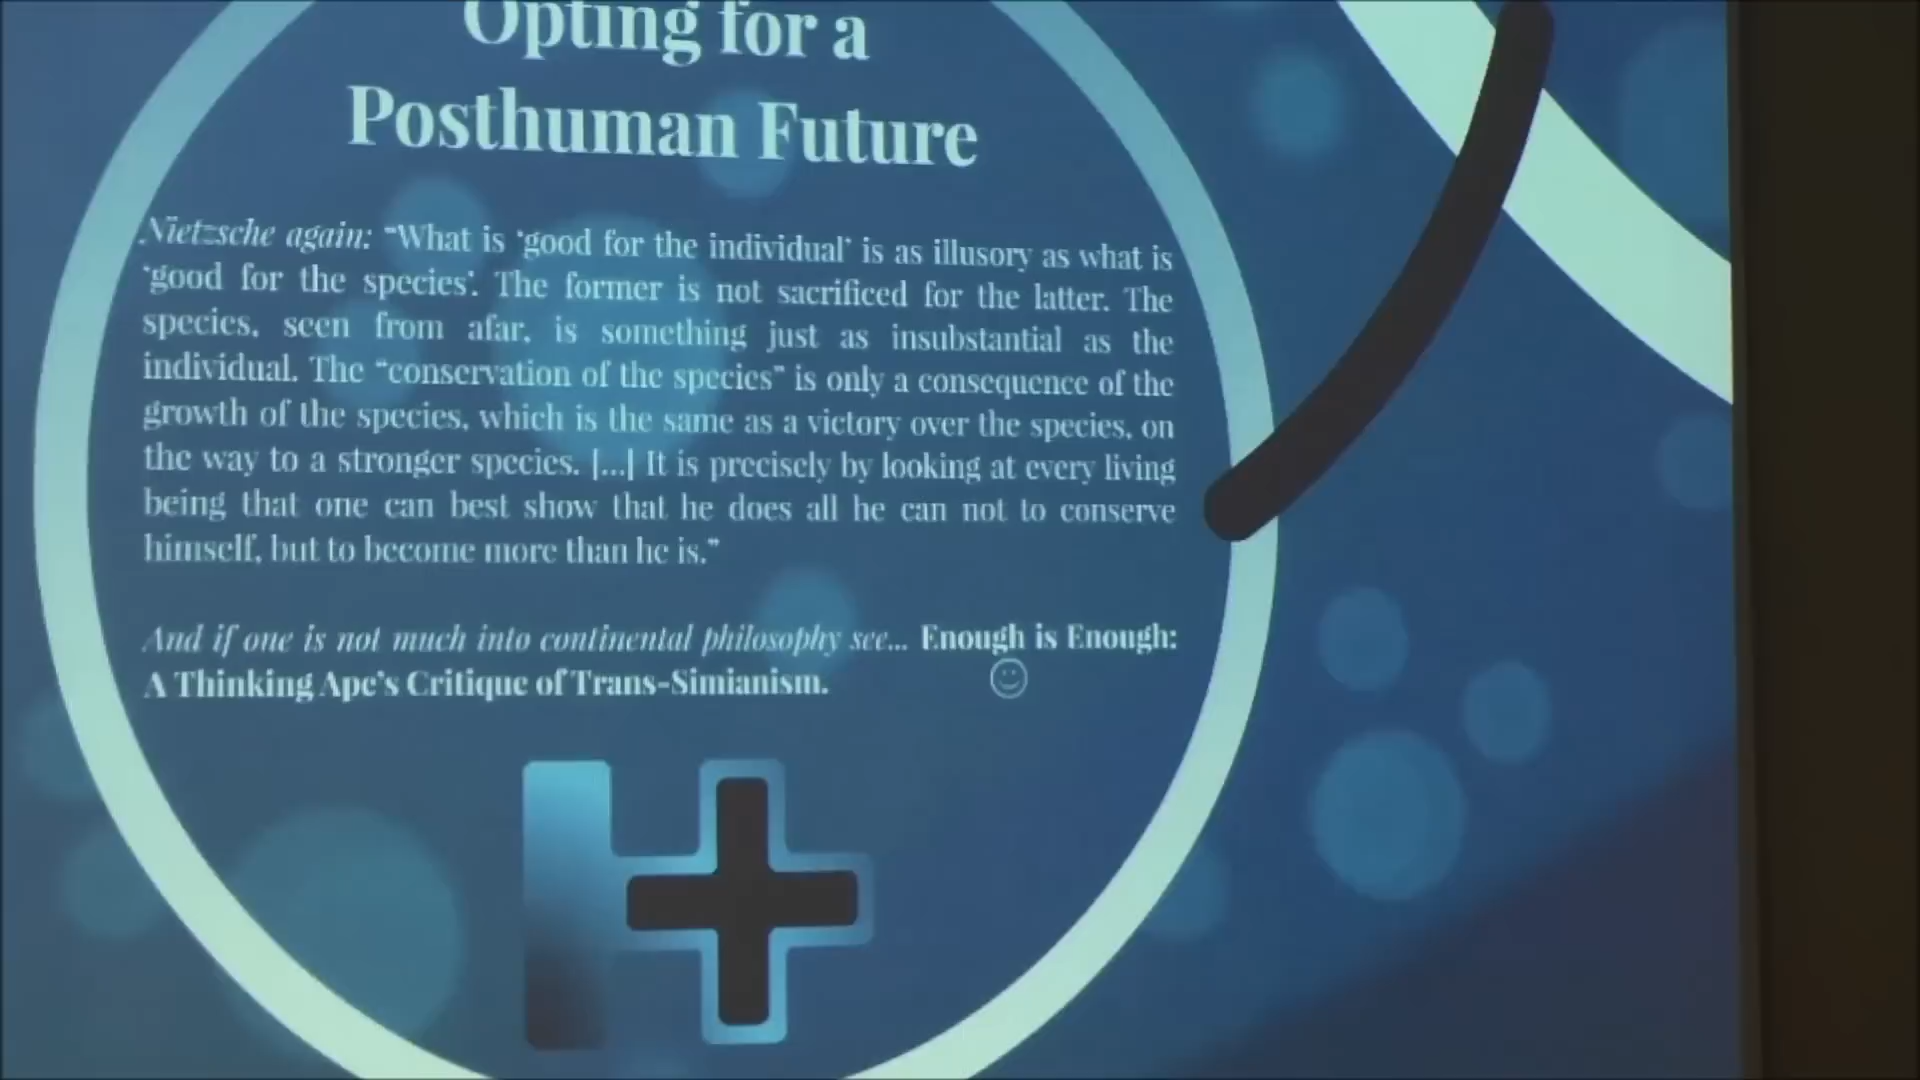 Opting for a
Posthuman Future
Nietzsche again: "What is 'good for the individual' is as illusory as what is
'good for the species'. The former is not sacrificed for the latter. The
species, seen from afar, is something just as insubstantial as the
individual. The "conservation of the species" is only a consequence of the
growth of the species, which is the same as a victory over the species, on
the way to a stronger species. [...] It is precisely by looking at every living
being that one can best show that he does all he can not to conserve
himself, but to become more than he is."
And if one is not much into continental philosophy see... Enough is Enough:
A Thinking Ape's Critique of Trans-Simianism.
H+